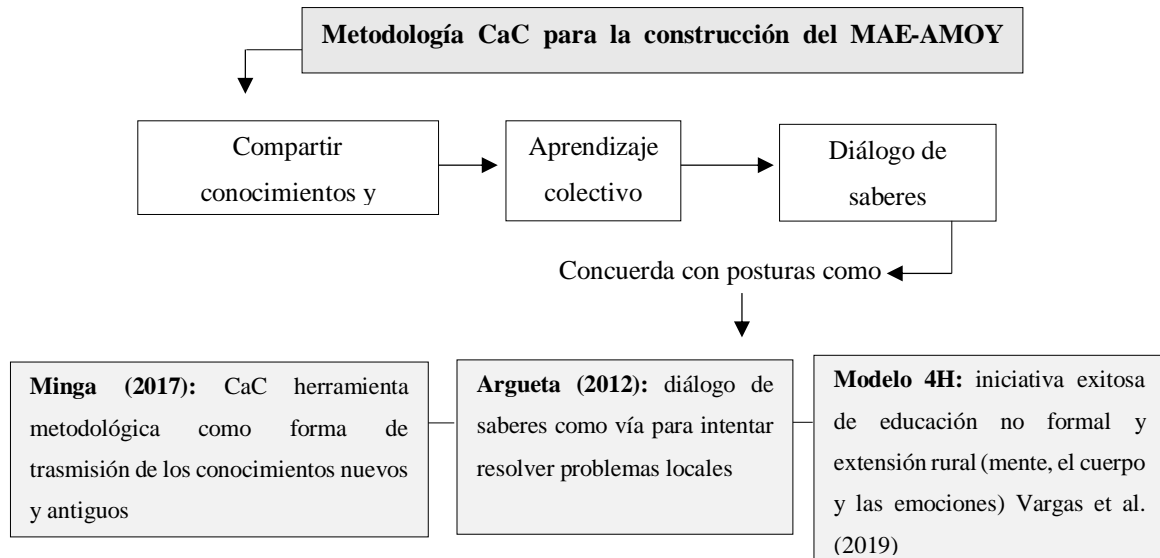 Metodología CaC para la construcción del MAE-AMOY
Compartir
conocimientos y
Aprendizaje
colectivo
Diálogo de
saberes
Concuerda con posturas como
Minga (2017): CaC herramienta
metodológica como forma de
trasmisión de los conocimientos nuevos
y antiguos
Argueta (2012): diálogo de
saberes como vía para intentar
resolver problemas locales
Modelo 4H: iniciativa exitosa
de educación no formal y
extensión rural (mente, el cuerpo
y las emociones) Vargas et al.
(2019)